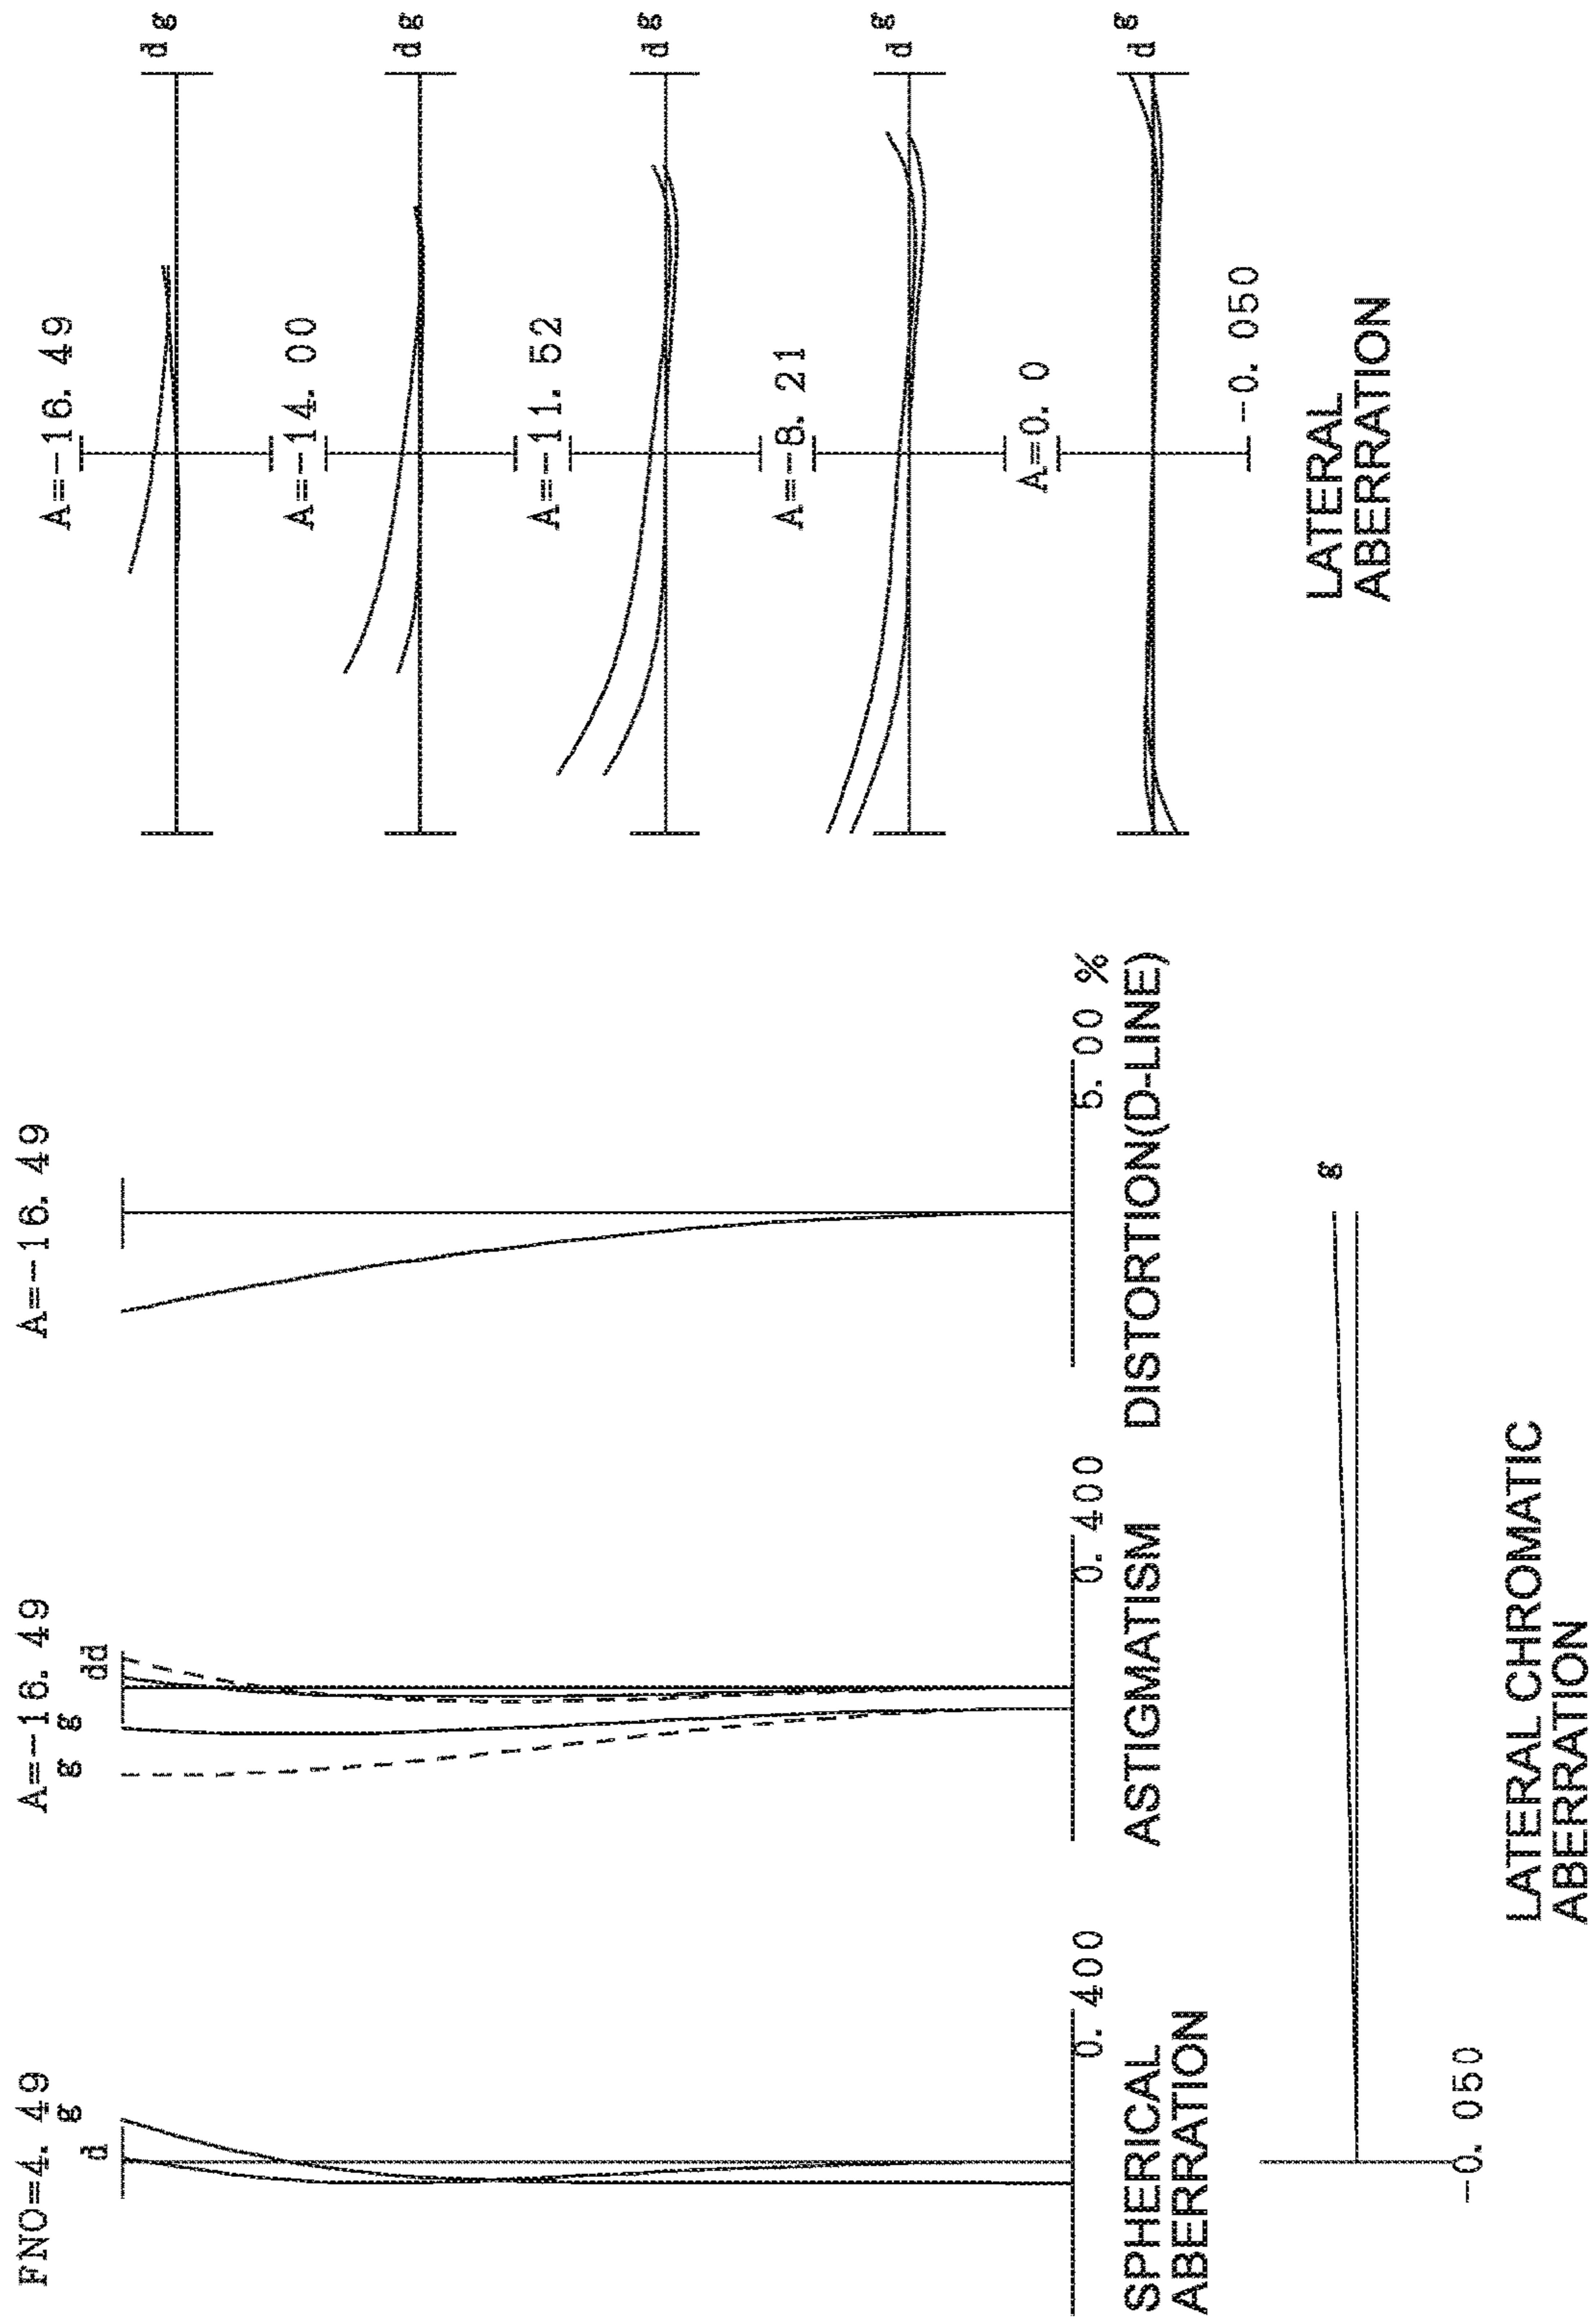 FNO=4. 49
d
g
0. 400
SPHERICAL
ABERRATION
A=-16. 49
g
g
dd
0. 400
ASTIGMATISM
A=-16. 49
5. 00 %
DISTORTION(D-LINE)
g
-0. 050
LATERAL CHROMATIC
ABERRATION
A=-16. 49
d g
A=-14. 00
d g
A=-11. 52
d g
A=-8. 21
d g
A=0. 0
d g
-0. 050
LATERAL
ABERRATION